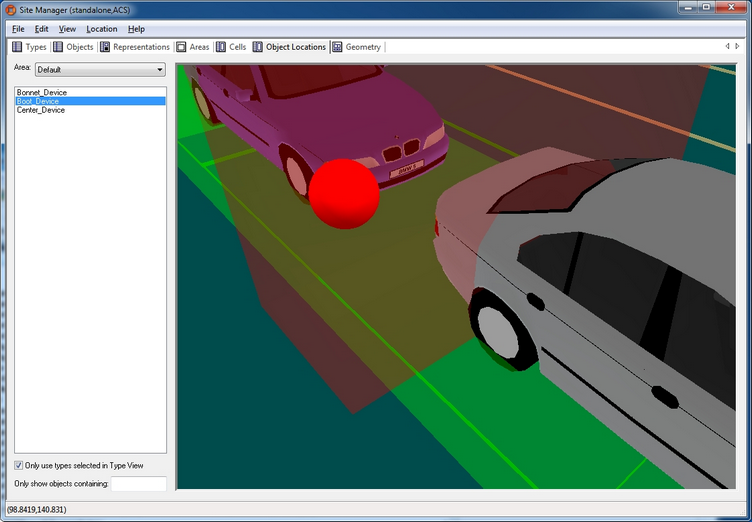 Site Manager (standalone,ACS)
File Edit View Location Help
Types Objects Representations Areas Cells Object Locations Geometry
Area: Default
Bonnet_Device
Boot_Device
Center_Device
Only use types selected in Type View
Only show objects containing:
(98.8419,140.831)